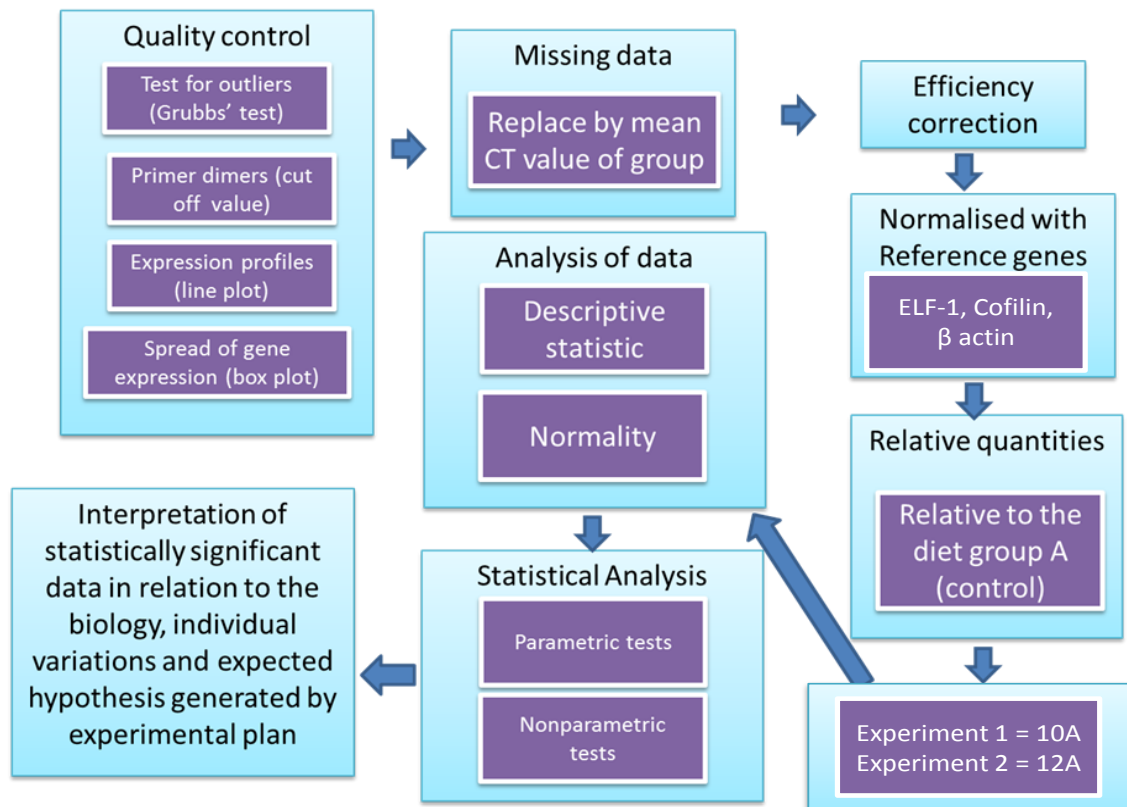 Quality control
Test for outliers
(Grubbs' test)
Primer dimers (cut
off value)
Expression profiles
(line plot)
Spread of gene
expression (box plot)
Missing data
Replace by mean
CT value of group
Efficiency
correction
Normalised with
Reference genes
ELF-1, Cofilin,
β actin
Relative quantities
Relative to the
diet group A
(control)
Experiment 1 = 10A
Experiment 2 = 12A
Analysis of data
Descriptive
statistic
Normality
Statistical Analysis
Parametric tests
Nonparametric
tests
Interpretation of
statistically significant
data in relation to the
biology, individual
variations and expected
hypothesis generated by
experimental plan